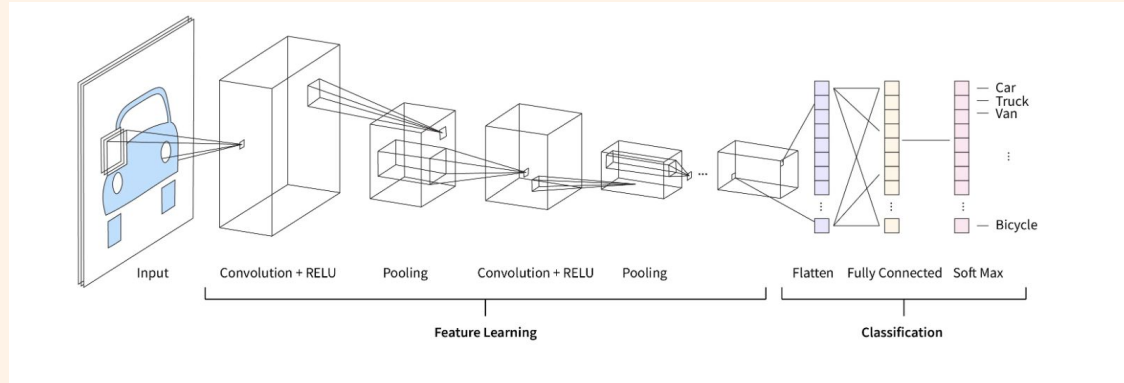 Car
Truck
Van
Bicycle
Input
Convolution + RELU
Pooling
Convolution + RELU
Pooling
Flatten
Fully Connected
Soft Max
Feature Learning
Classification